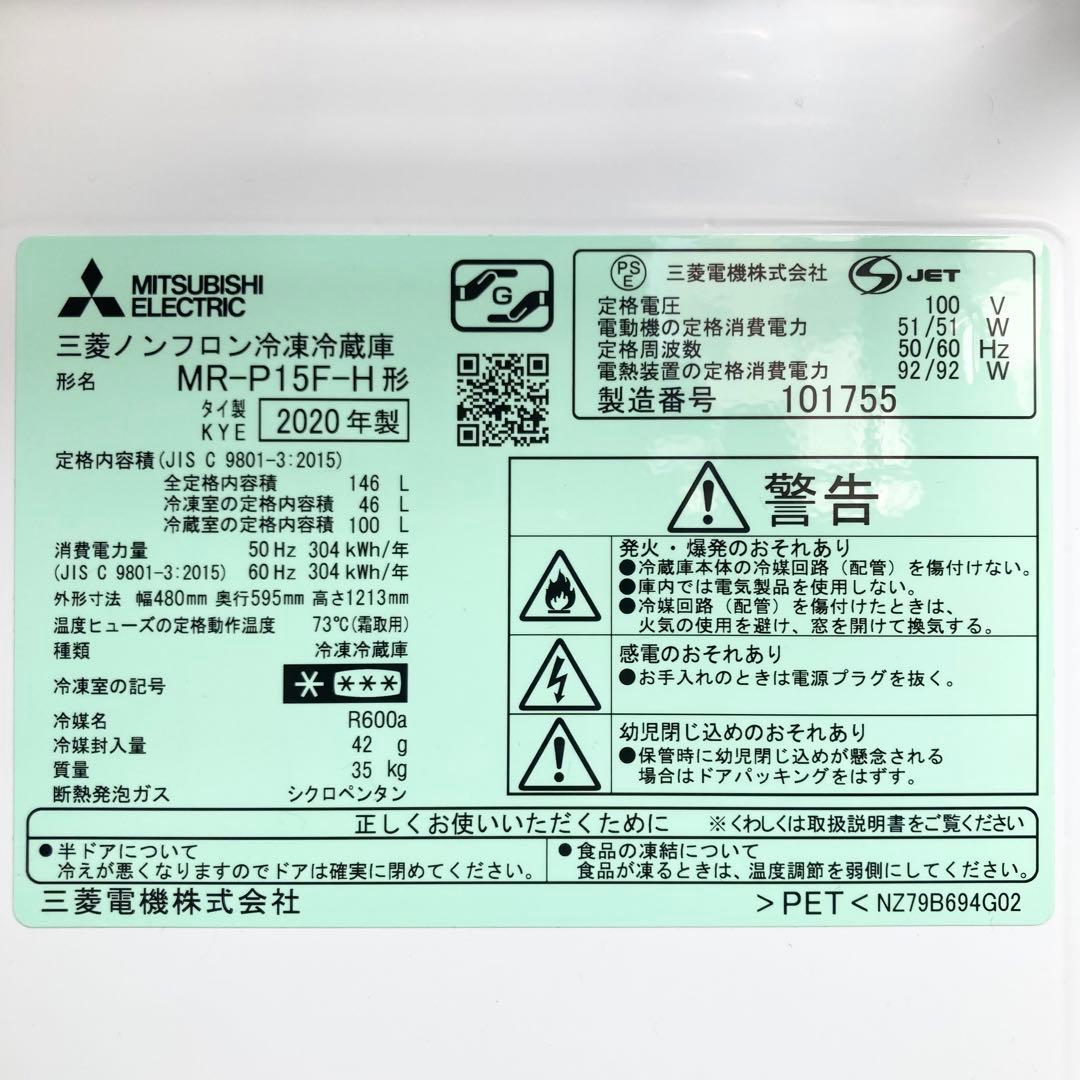 MITSUBISHI
ELECTRIC
三菱ノンフロン冷凍冷蔵庫
形名 MR-P15F-H形
タイ製
KYE 2020年製
G
定格内容積(JIS C 9801-3:2015)
全定格内容積 146 L
冷凍室の定格内容積 46 L
冷蔵室の定格内容積 100 L
消費電力量 50Hz 304kWh/年
(JIS C 9801-3:2015) 60Hz 304kWh/年
外形寸法 幅480mm 奥行595mm 高さ1213mm
温度ヒューズの定格動作温度 73℃(霜取用)
種類 冷凍冷蔵庫
冷凍室の記号 * ***
冷媒名 R600a
冷媒封入量 42 g
質量 35 kg
断熱発泡ガス シクロペンタン
PSE 三菱電機株式会社 S JET
定格電圧 100 V
電動機の定格消費電力 51/51 W
定格周波数 50/60 Hz
電熱装置の定格消費電力 92/92 W
製造番号 101755
警告
発火・爆発のおそれあり
●冷蔵庫本体の冷媒回路(配管)を傷付けない。
●庫内では電気製品を使用しない。
●冷媒回路(配管)を傷付けたときは、
火気の使用を避け、窓を開けて換気する。
感電のおそれあり
●お手入れのときは電源プラグを抜く。
幼児閉じ込めのおそれあり
●保管時に幼児閉じ込めが懸念される
場合はドアパッキングをはずす。
正しくお使いいただくために ※くわしくは取扱説明書をご覧ください
●半ドアについて
冷えが悪くなりますのでドアは確実に閉めてください。
●食品の凍結について
食品が凍るときは、温度調節を弱側にしてください。
三菱電機株式会社
>PET< NZ79B694G02